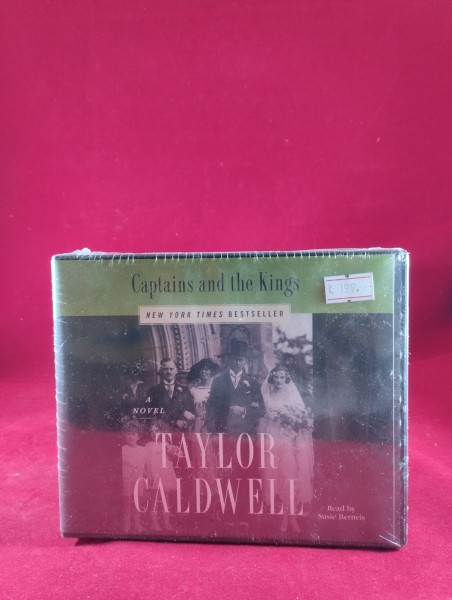 Captains and the Kings
NEW YORK TIMES BESTSELLER
A
NOVEL
TAYLOR
CALDWELL
Read by
Susie Berneis